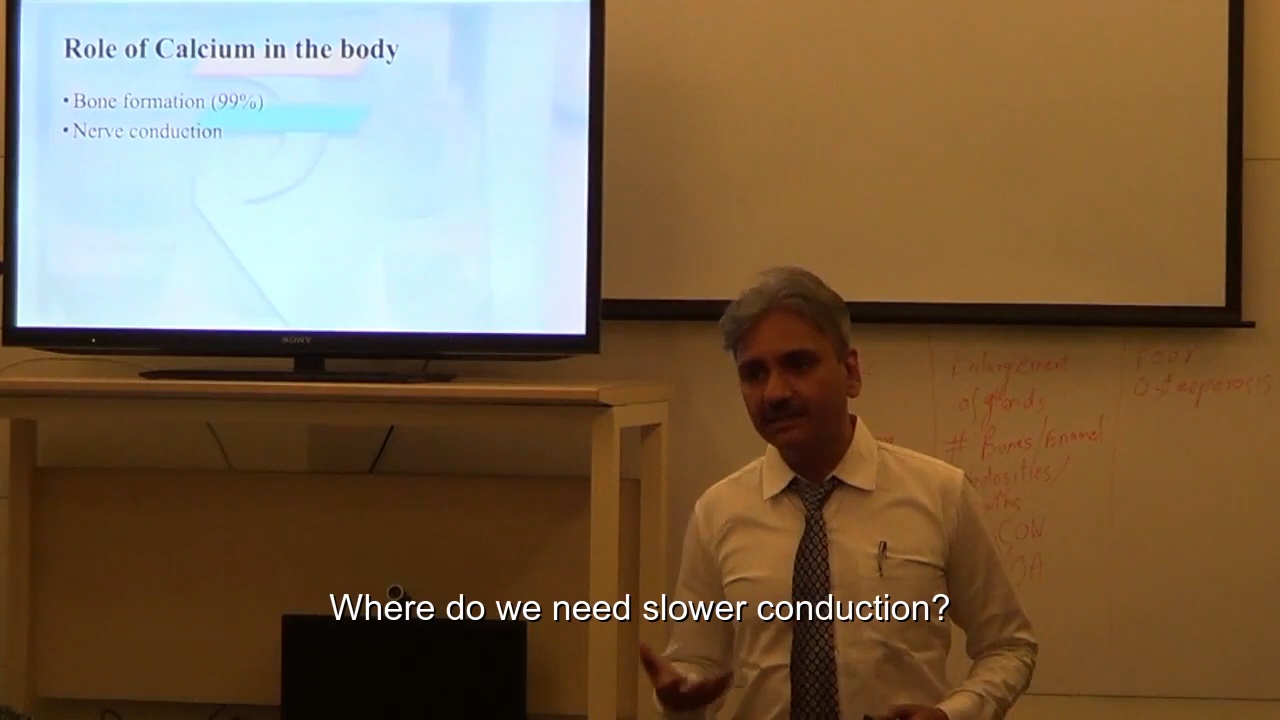 Role of Calcium in the body
• Bone formation (99%)
• Nerve conduction
SONY
Enlargement
of glands
# Bones/Enamel
COW
Poor
Osteoporosis
Where do we need slower conduction?